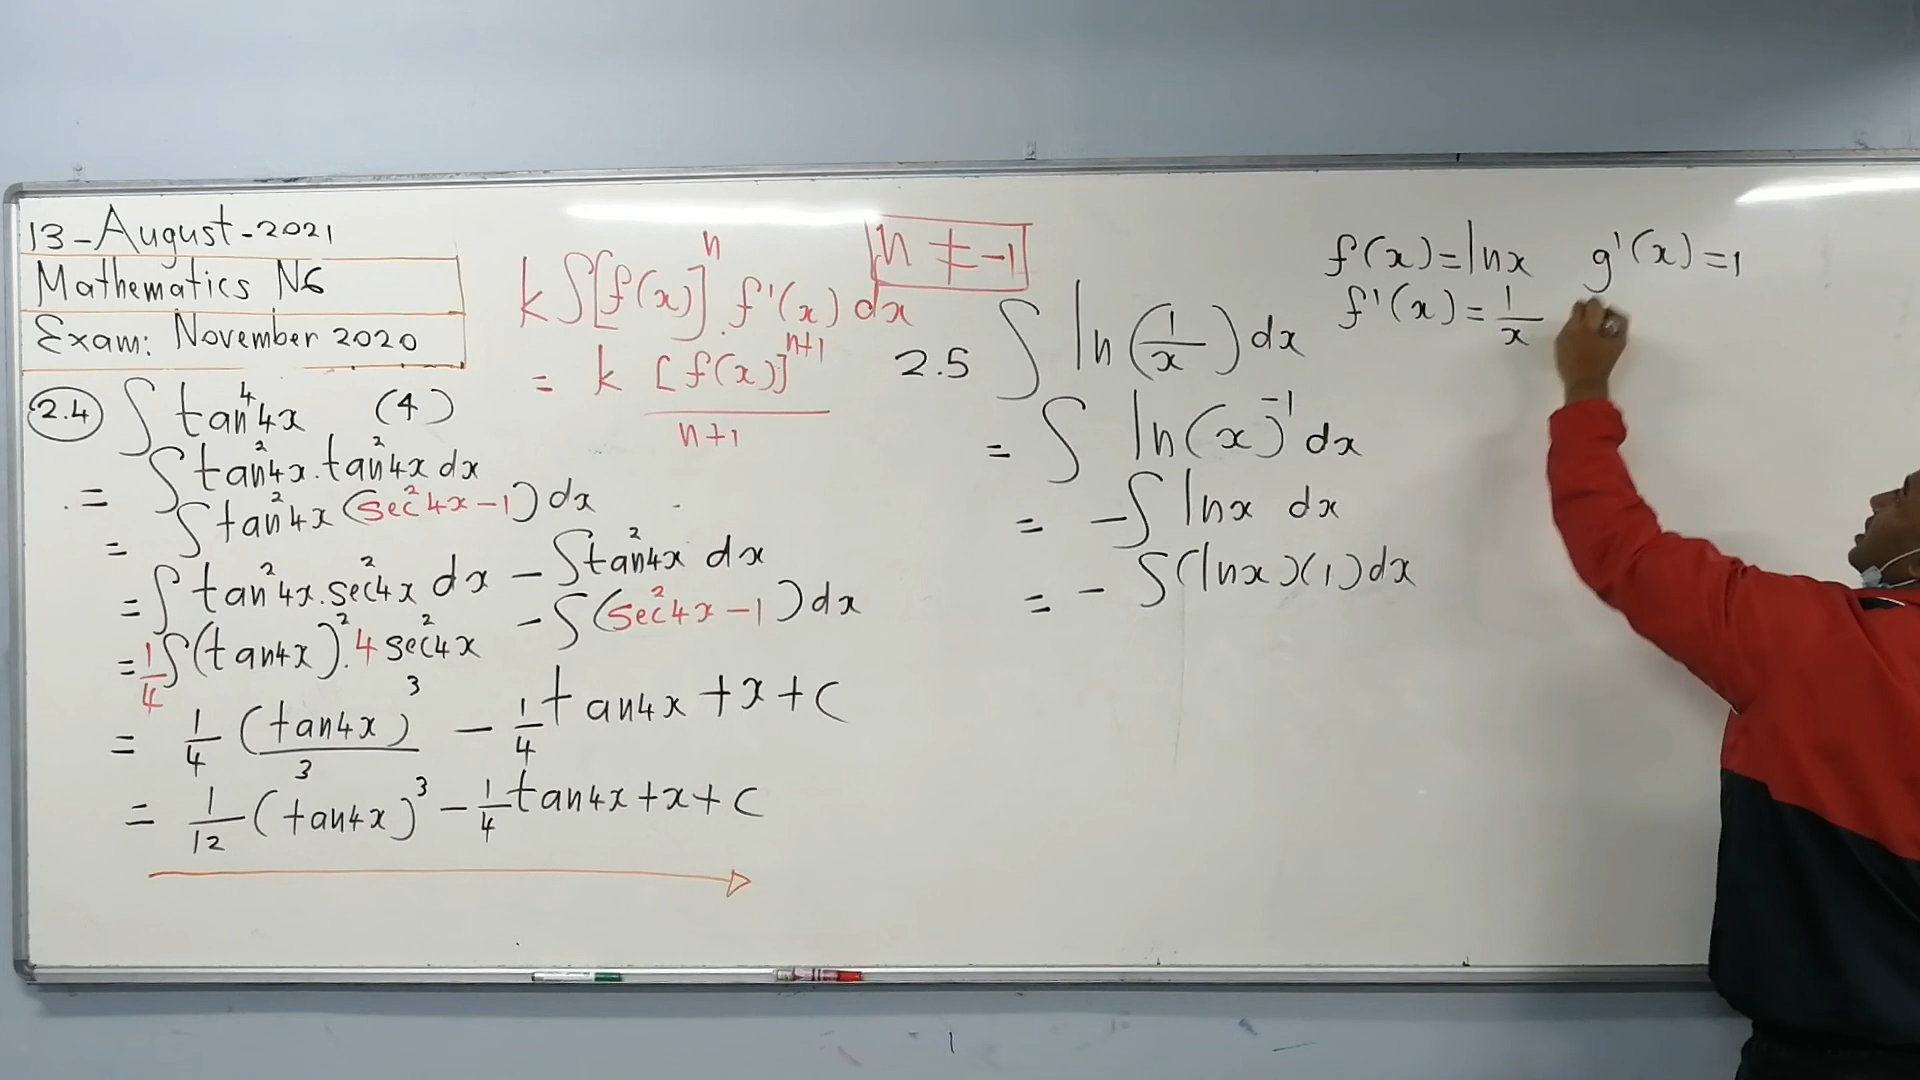 13-August-2021
Mathematics N6
Exam: November 2020
k∫[f(x)]ⁿ.f'(x) dx
= k [f(x)]ⁿ⁺¹/n+1
n ≠ -1
2.4 ∫tan⁴4x (4)
= ∫tan²4x.tan²4x dx
= ∫tan²4x(sec²4x-1)dx
= ∫tan²4x.sec²4x dx - ∫tan²4x dx
= 1/4∫(tan4x)².4sec²4x - ∫(sec²4x-1)dx
= 1/4 (tan4x)³/3 - 1/4 tan4x+x+C
= 1/12(tan4x)³ - 1/4 tan4x+x+C
2.5 ∫ln(1/x)dx
= ∫ln(x)⁻¹dx
= -∫lnx dx
= -∫(lnx)(1)dx
f(x)=lnx g'(x)=1
f'(x)=1/x